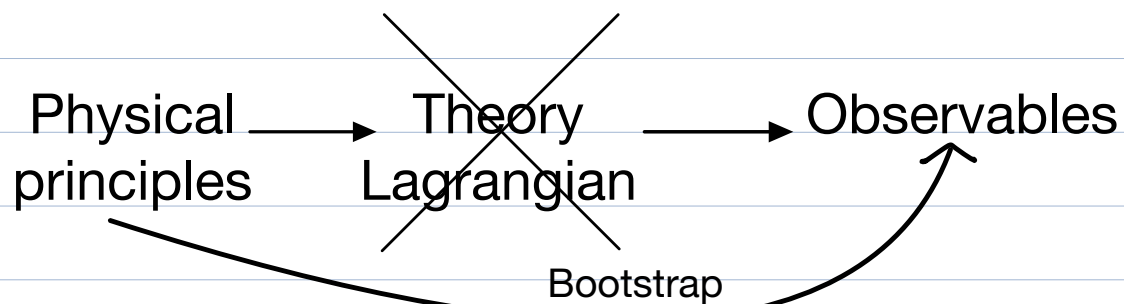 Physical Theory Observables
principles Lagrangian
Bootstrap